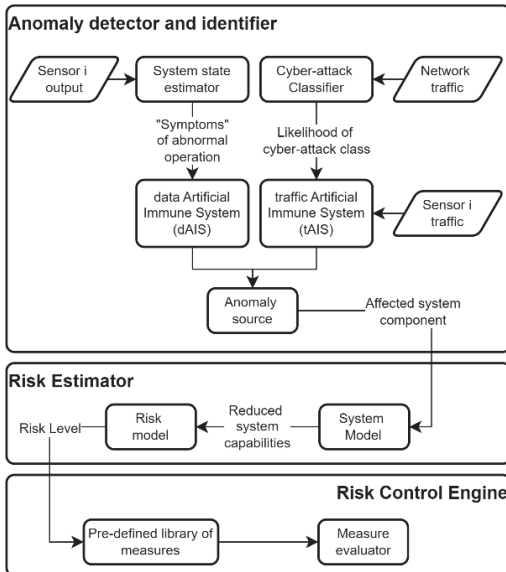 Anomaly detector and identifier
Sensor i
output
System state
estimator
Cyber-attack
Classifier
Network
traffic
"Symptoms"
of abnormal
operation
Likelihood of
cyber-attack class
data Artificial
Immune System
(dAIS)
traffic Artificial
Immune System
(tAIS)
Sensor i
traffic
Anomaly
source
Affected system
component
Risk Estimator
Risk Level
Risk
model
Reduced
system
capabilities
System
Model
Risk Control Engine
Pre-defined library of
measures
Measure
evaluator